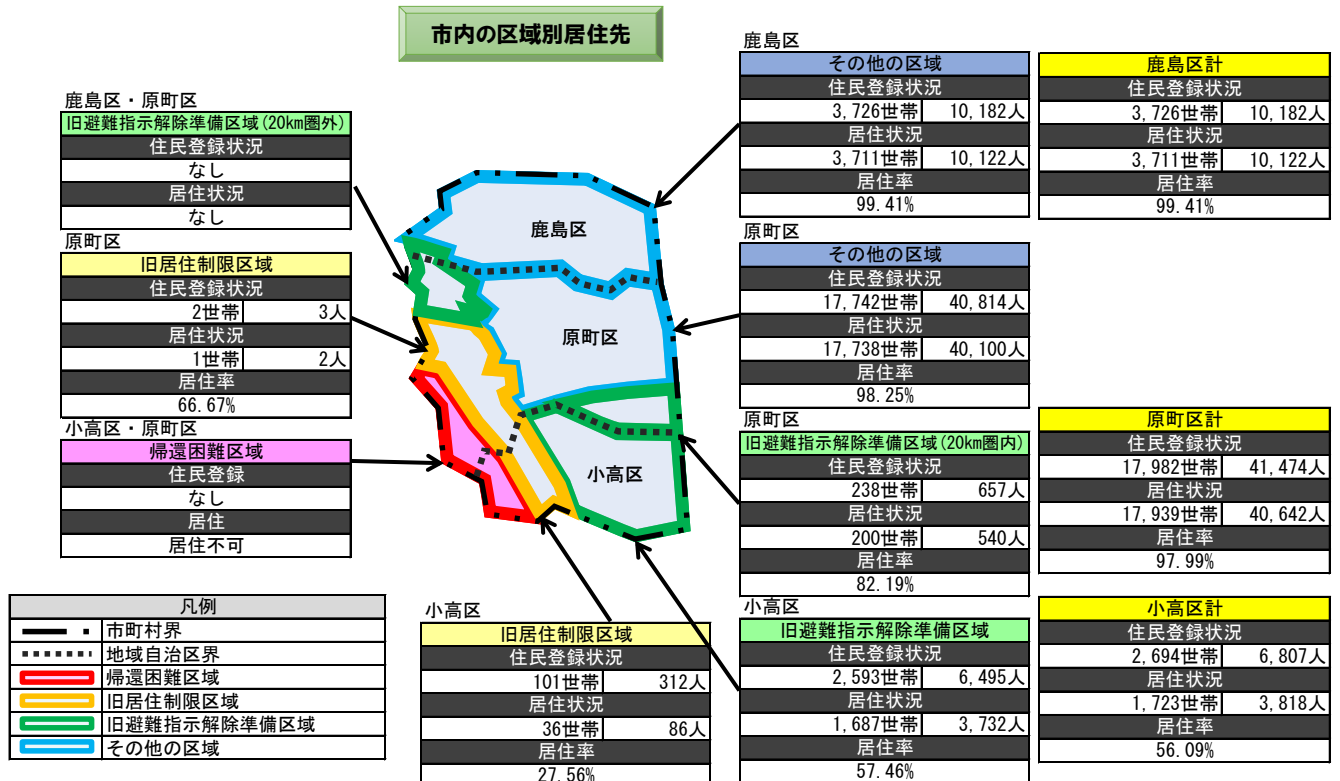 市内の区域別居住先
鹿島区・原町区
旧避難指示解除準備区域(20km圏外)
住民登録状況
なし
居住状況
なし
原町区
旧居住制限区域
住民登録状況
2世帯 3人
居住状況
1世帯 2人
居住率
66.67%
小高区・原町区
帰還困難区域
住民登録
なし
居住
居住不可
鹿島区
原町区
小高区
鹿島区
その他の区域
住民登録状況
3,726世帯 10,182人
居住状況
3,711世帯 10,122人
居住率
99.41%
鹿島区計
住民登録状況
3,726世帯 10,182人
居住状況
3,711世帯 10,122人
居住率
99.41%
原町区
その他の区域
住民登録状況
17,742世帯 40,814人
居住状況
17,738世帯 40,100人
居住率
98.25%
原町区
旧避難指示解除準備区域(20km圏内)
住民登録状況
238世帯 657人
居住状況
200世帯 540人
居住率
82.19%
原町区計
住民登録状況
17,982世帯 41,474人
居住状況
17,939世帯 40,642人
居住率
97.99%
凡例
市町村界
地域自治区界
帰還困難区域
旧居住制限区域
旧避難指示解除準備区域
その他の区域
小高区
旧居住制限区域
住民登録状況
101世帯 312人
居住状況
36世帯 86人
居住率
27.56%
小高区
旧避難指示解除準備区域
住民登録状況
2,593世帯 6,495人
居住状況
1,687世帯 3,732人
居住率
57.46%
小高区計
住民登録状況
2,694世帯 6,807人
居住状況
1,723世帯 3,818人
居住率
56.09%